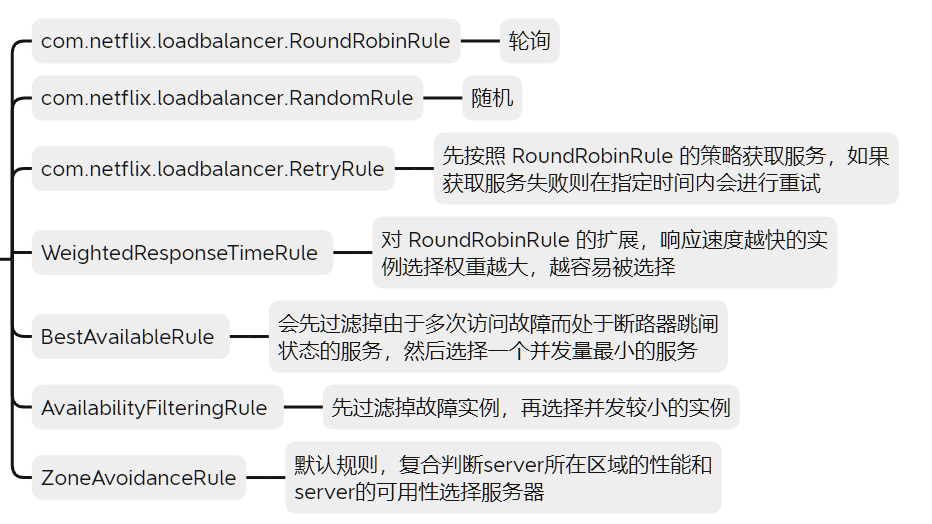 com.netflix.loadbalancer.RoundRobinRule
轮询
com.netflix.loadbalancer.RandomRule
随机
com.netflix.loadbalancer.RetryRule
先按照 RoundRobinRule 的策略获取服务，如果
获取服务失败则在指定时间内会进行重试
WeightedResponseTimeRule
对 RoundRobinRule 的扩展，响应速度越快的实
例选择权重越大，越容易被选择
BestAvailableRule
会先过滤掉由于多次访问故障而处于断路器跳闸
状态的服务，然后选择一个并发量最小的服务
AvailabilityFilteringRule
先过滤掉故障实例，再选择并发较小的实例
ZoneAvoidanceRule
默认规则，复合判断server所在区域的性能和
server的可用性选择服务器